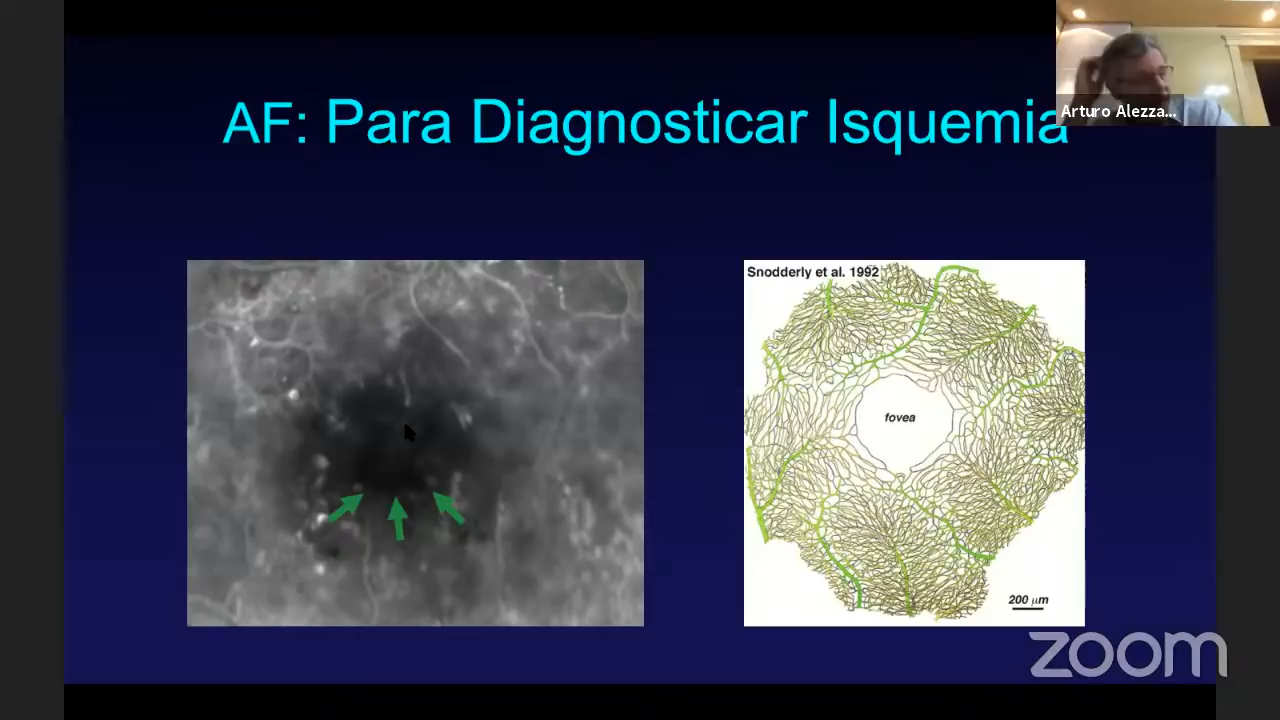 AF: Para Diagnosticar Isquemia
Arturo Alezza...
Snodderly et al. 1992
fovea
200 μm
zoom